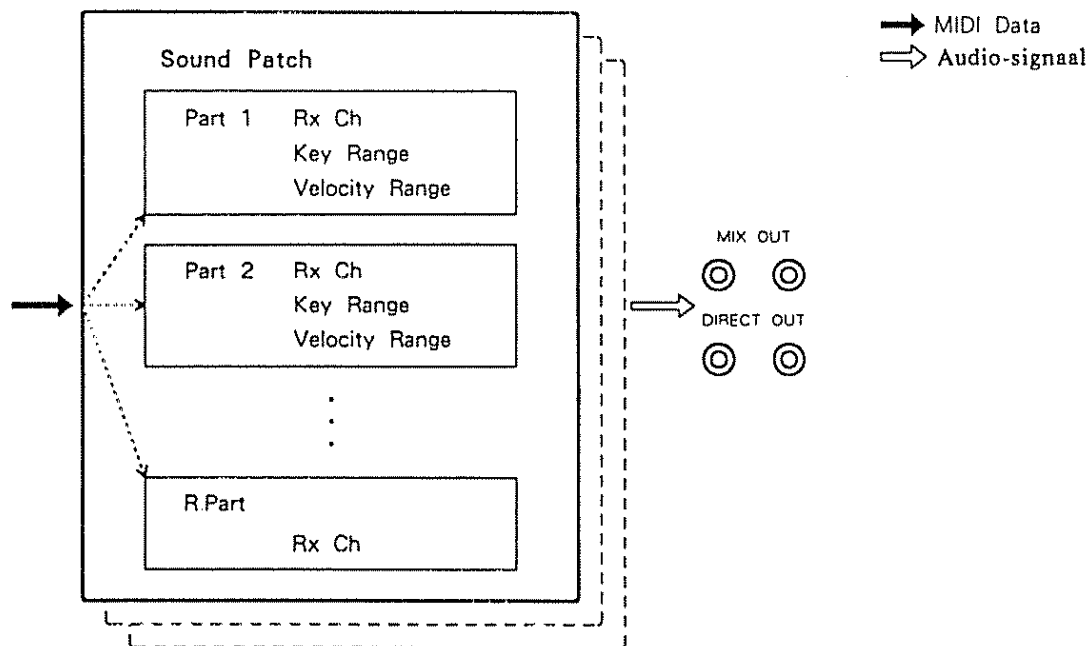 MIDI Data
Audio-signaal
Sound Patch
Part 1 Rx Ch
Key Range
Velocity Range
Part 2 Rx Ch
Key Range
Velocity Range
R.Part
Rx Ch
MIX OUT
DIRECT OUT